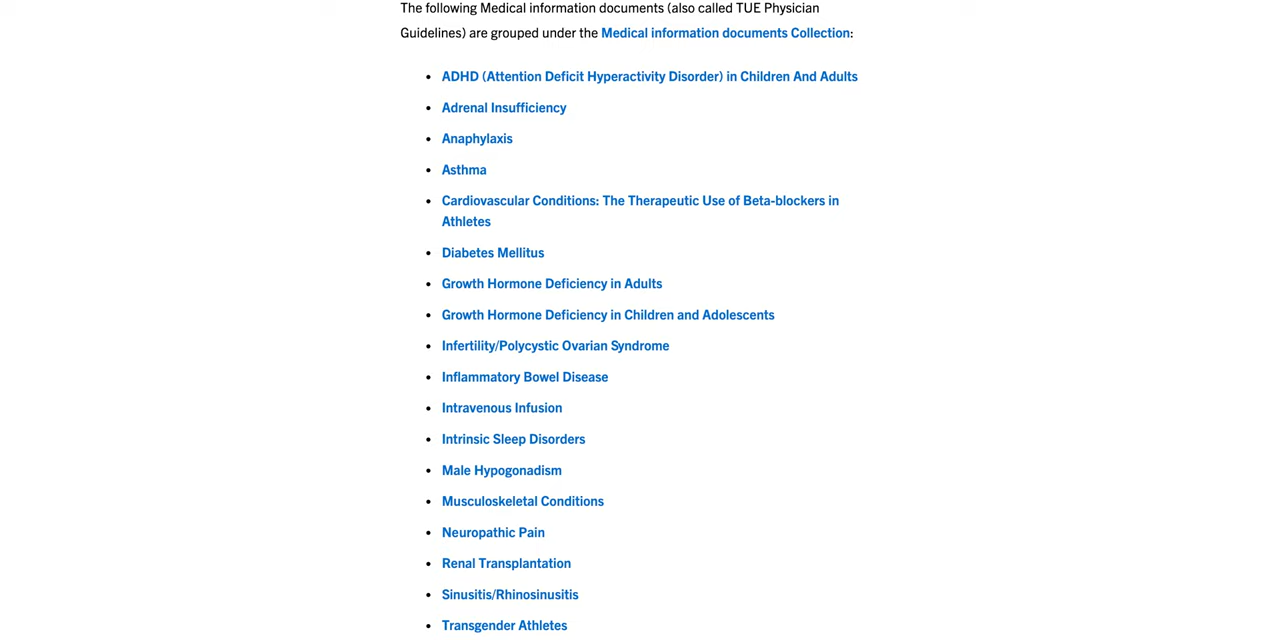 The following Medical information documents (also called TUE Physician
Guidelines) are grouped under the Medical information documents Collection:
• ADHD (Attention Deficit Hyperactivity Disorder) in Children And Adults
• Adrenal Insufficiency
• Anaphylaxis
• Asthma
• Cardiovascular Conditions: The Therapeutic Use of Beta-blockers in
Athletes
• Diabetes Mellitus
• Growth Hormone Deficiency in Adults
• Growth Hormone Deficiency in Children and Adolescents
• Infertility/Polycystic Ovarian Syndrome
• Inflammatory Bowel Disease
• Intravenous Infusion
• Intrinsic Sleep Disorders
• Male Hypogonadism
• Musculoskeletal Conditions
• Neuropathic Pain
• Renal Transplantation
• Sinusitis/Rhinosinusitis
• Transgender Athletes